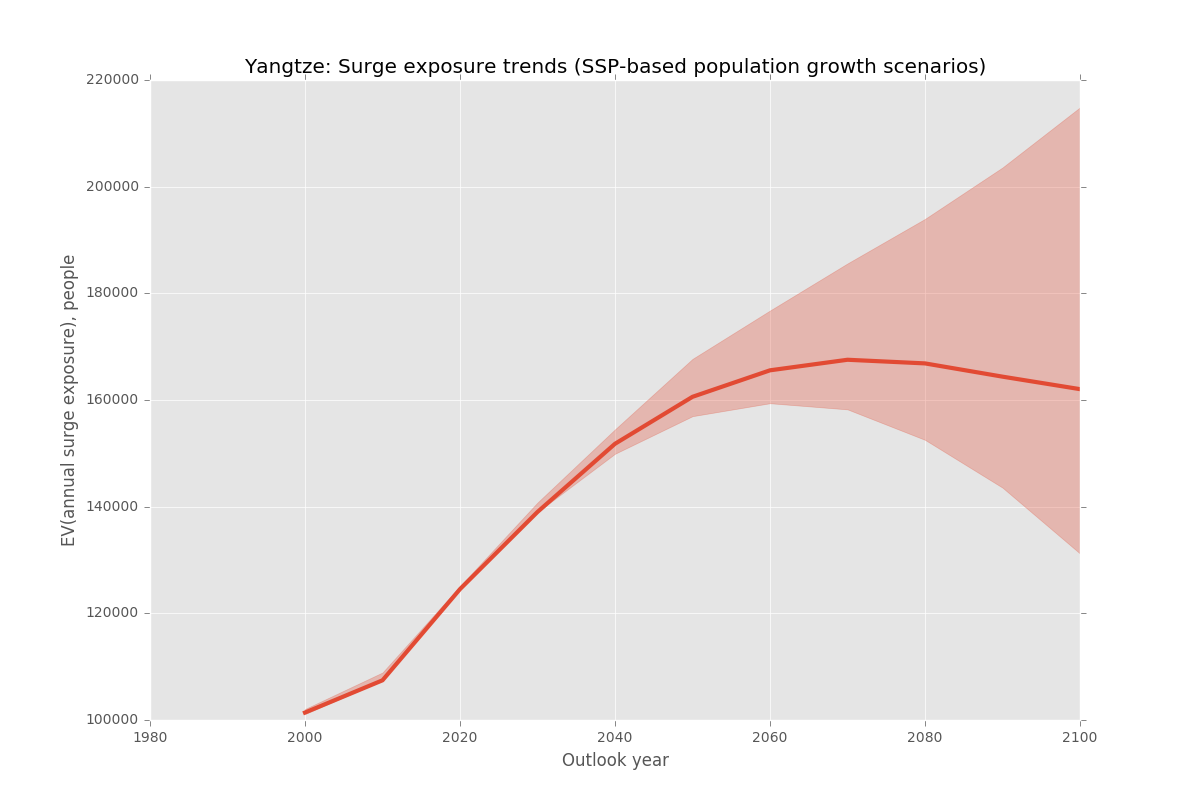 Yangtze: Surge exposure trends (SSP-based population growth scenarios)
220000
200000
180000
160000
140000
120000
100000
EV(annual surge exposure), people
1980 2000 2020 2040 2060 2080 2100
Outlook year